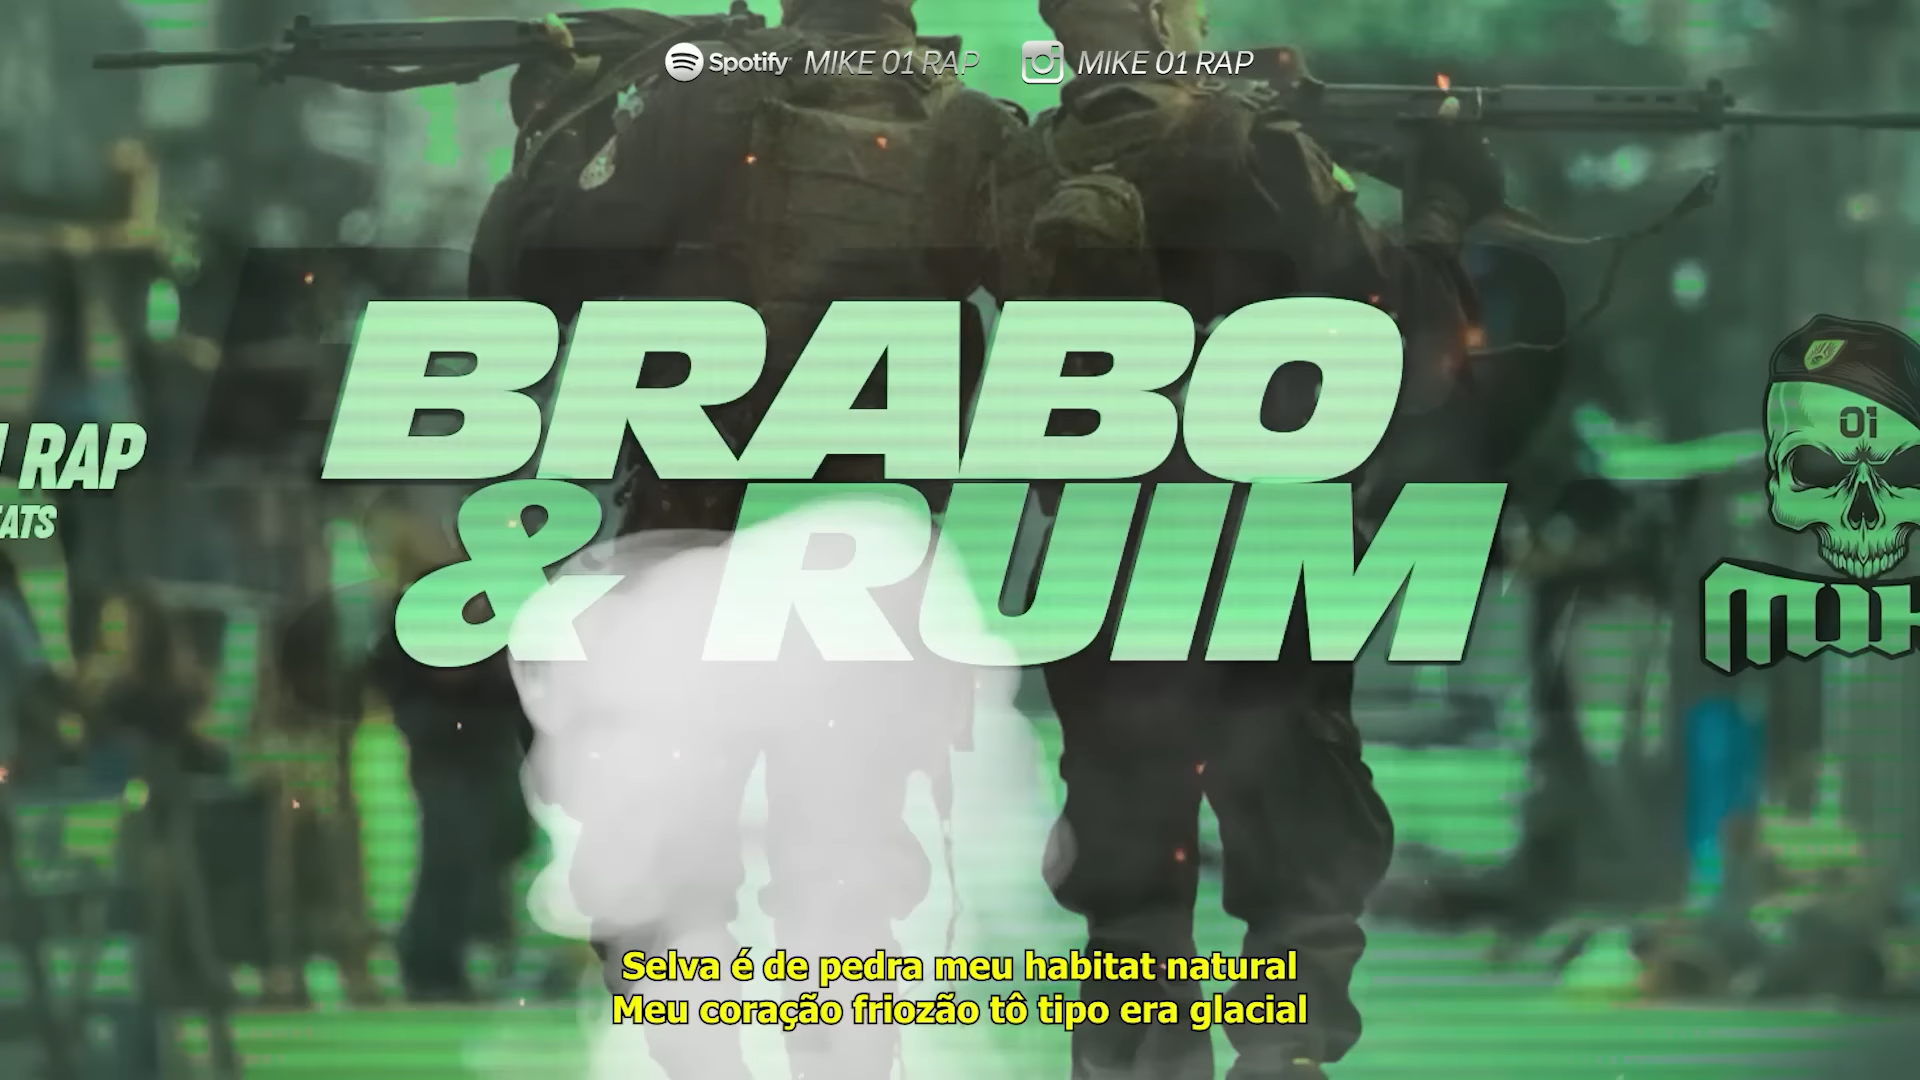 Spotify MIKE 01 RAP MIKE 01 RAP
BRABO
& RUIM
RAP
01
Selva é de pedra meu habitat natural
Meu coração friozão tô tipo era glacial